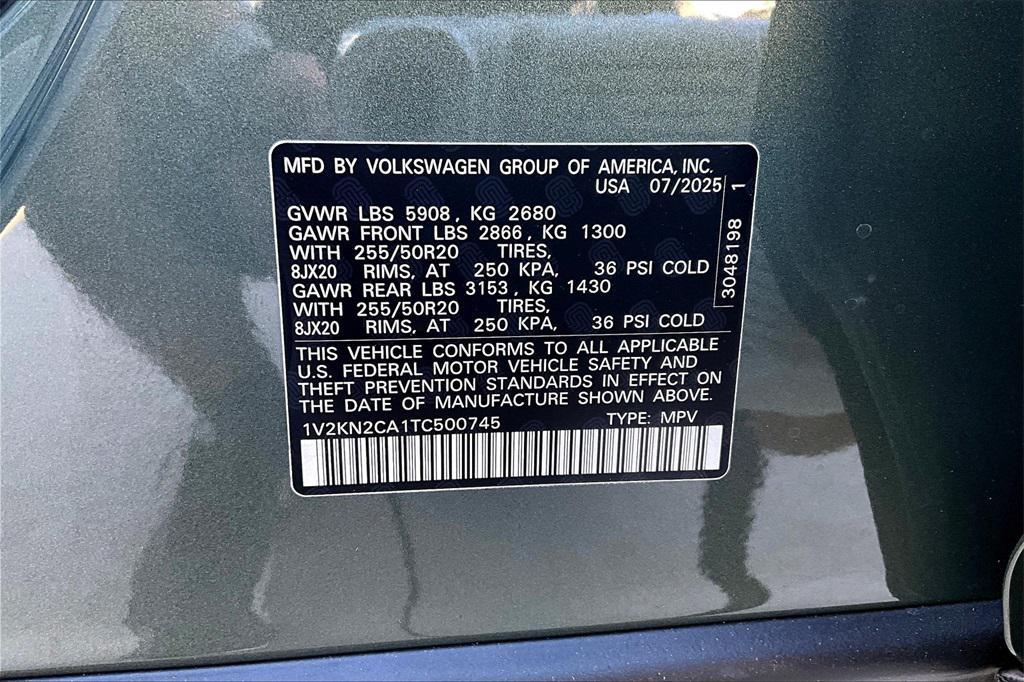 MFD BY VOLKSWAGEN GROUP OF AMERICA, INC.
USA 07/2025
GVWR LBS 5908, KG 2680
GAWR FRONT LBS 2866, KG 1300
WITH 255/50R20 TIRES,
8JX20 RIMS, AT 250 KPA, 36 PSI COLD
GAWR REAR LBS 3153, KG 1430
WITH 255/50R20 TIRES,
8JX20 RIMS, AT 250 KPA, 36 PSI COLD
3048198 1
THIS VEHICLE CONFORMS TO ALL APPLICABLE
U.S. FEDERAL MOTOR VEHICLE SAFETY AND
THEFT PREVENTION STANDARDS IN EFFECT ON
THE DATE OF MANUFACTURE SHOWN ABOVE.
1V2KN2CA1TC500745 TYPE: MPV